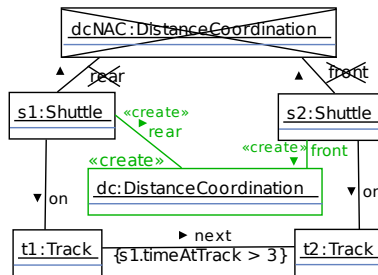 dcNAC:DistanceCoordination
rear
front
s1:Shuttle
s2:Shuttle
«create»
rear
«create»
«create»
front
dc:DistanceCoordination
on
on
next
t1:Track
t2:Track
{s1.timeAtTrack > 3}